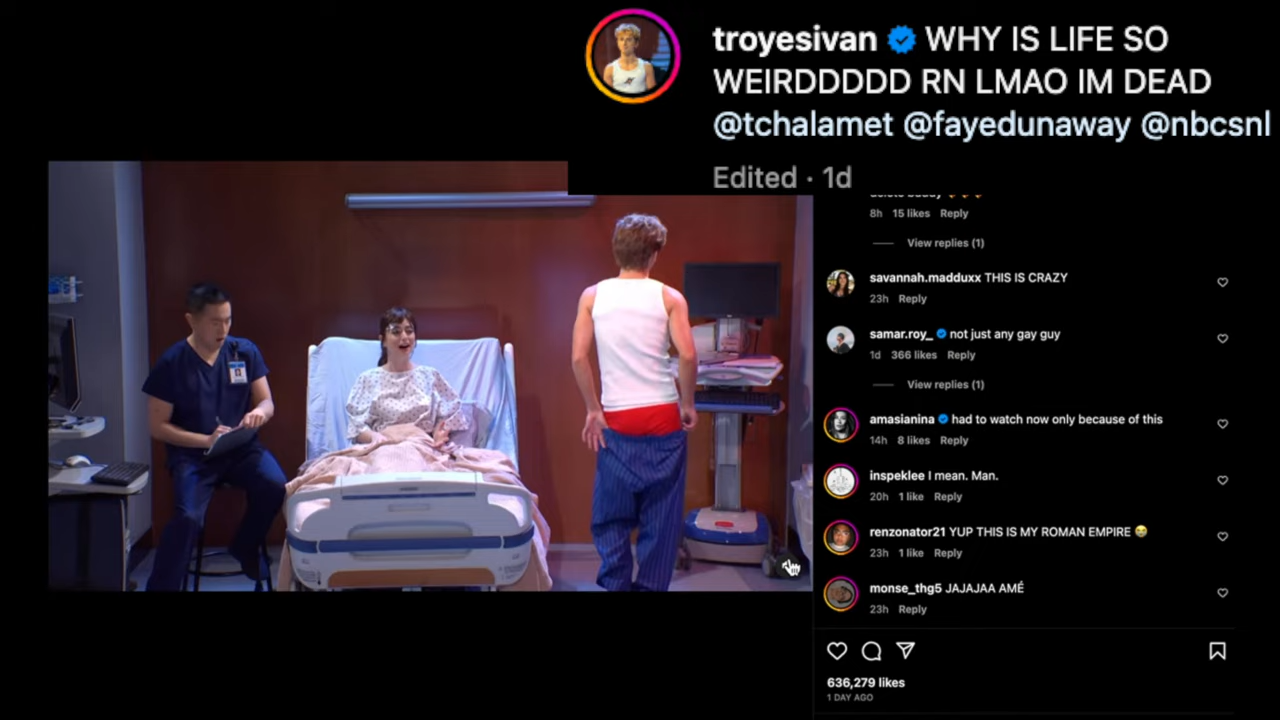 troyesivan WHY IS LIFE SO
WEIRDDDDD RN LMAO IM DEAD
@tchalamet @fayedunaway @nbcsnl
Edited · 1d
8h 15 likes Reply
View replies (1)
savannah.madduxx THIS IS CRAZY
23h Reply
samar.roy_ not just any gay guy
1d 366 likes Reply
View replies (1)
amasianina had to watch now only because of this
14h 8 likes Reply
inspeklee I mean. Man.
20h 1 like Reply
renzonator21 YUP THIS IS MY ROMAN EMPIRE 😂
23h 1 like Reply
monse_thg5 JAJAJAA AMÉ
23h Reply
636,279 likes
1 DAY AGO